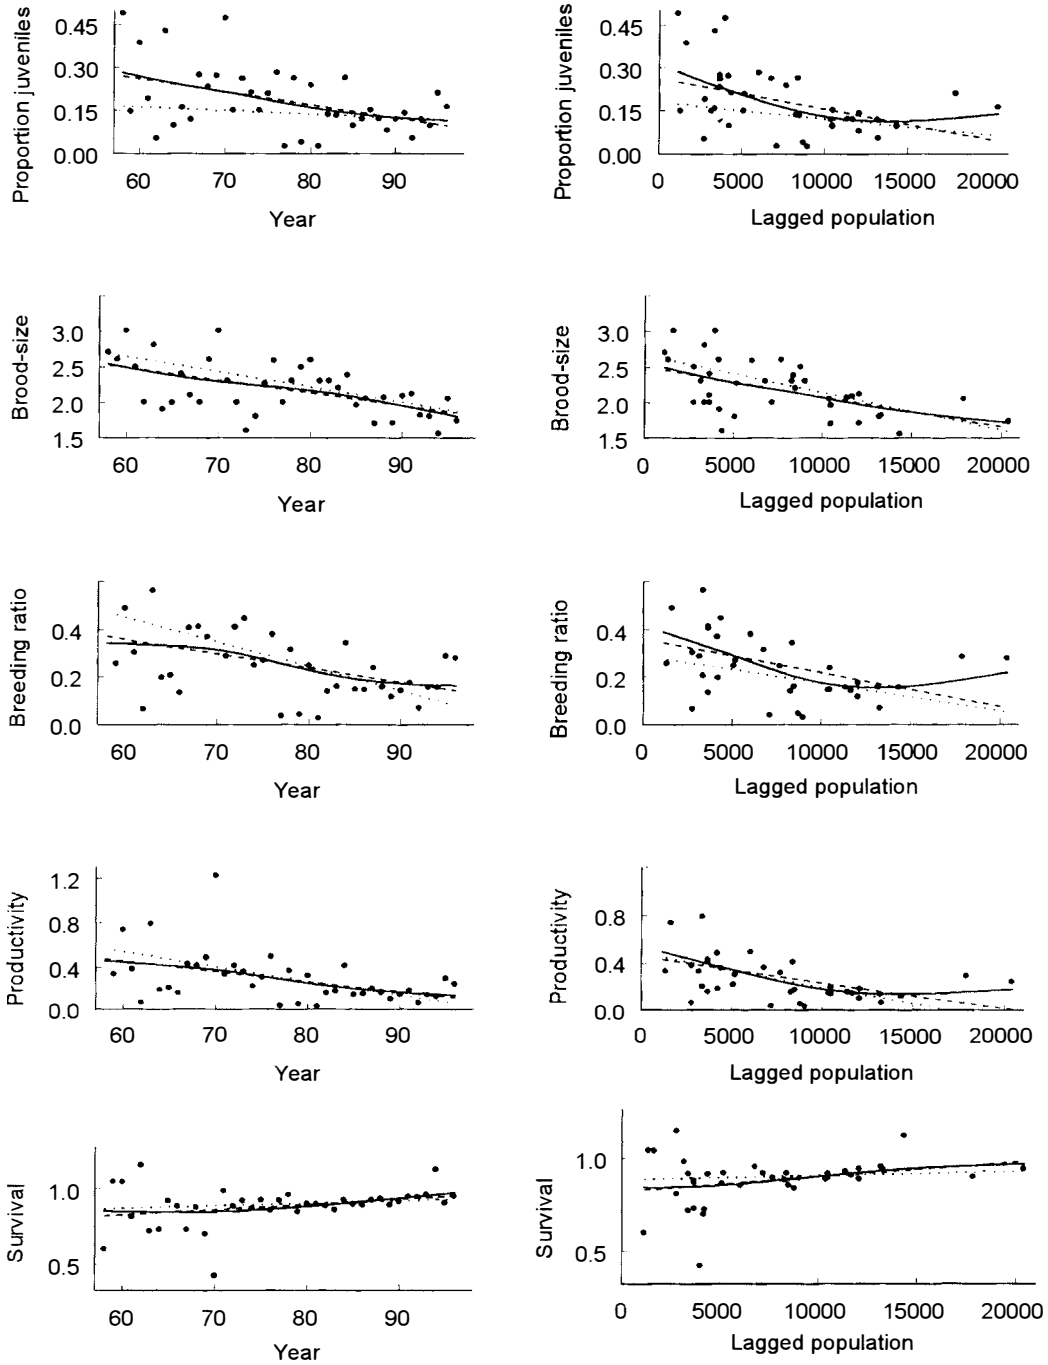 Proportion juveniles
0.45
0.30
0.15
0.00
60 70 80 90
Year
Proportion juveniles
0.45
0.30
0.15
0.00
0 5000 10000 15000 20000
Lagged population
Brood-size
3.0
2.5
2.0
1.5
60 70 80 90
Year
Brood-size
3.0
2.5
2.0
1.5
0 5000 10000 15000 20000
Lagged population
Breeding ratio
0.4
0.2
0.0
60 70 80 90
Year
Breeding ratio
0.4
0.2
0.0
0 5000 10000 15000 20000
Lagged population
Productivity
1.2
0.8
0.4
0.0
60 70 80 90
Year
Productivity
0.8
0.4
0.0
0 5000 10000 15000 20000
Lagged population
Survival
1.0
0.5
60 70 80 90
Year
Survival
1.0
0.5
0 5000 10000 15000 20000
Lagged population